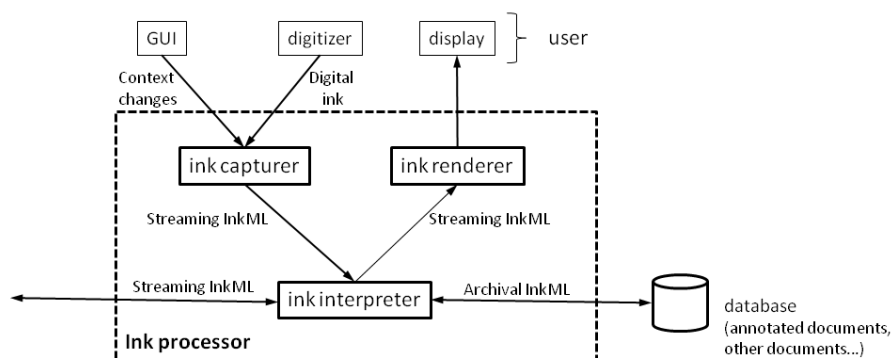 GUI
digitizer
display
user
Context
changes
Digital
ink
ink capturer
ink renderer
Streaming InkML
Streaming InkML
Streaming InkML
ink interpreter
Archival InkML
database
(annotated documents,
other documents...)
Ink processor